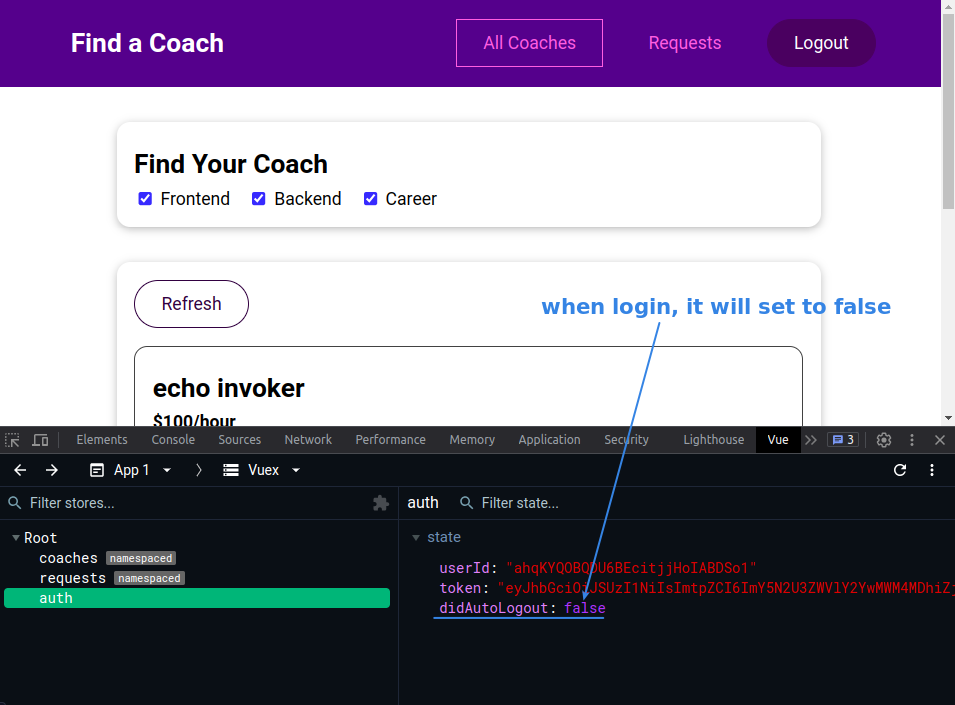 Find a Coach
All Coaches
Requests
Logout
Find Your Coach
Frontend
Backend
Career
Refresh
when login, it will set to false
echo invoker
$100/hour
Elements Console Sources Network Performance Memory Application Security Lighthouse Vue 3
App 1 Vuex
Filter stores...
auth Filter state...
Root
coaches namespaced
requests namespaced
auth
state
userId:
token:
didAutoLogout: false